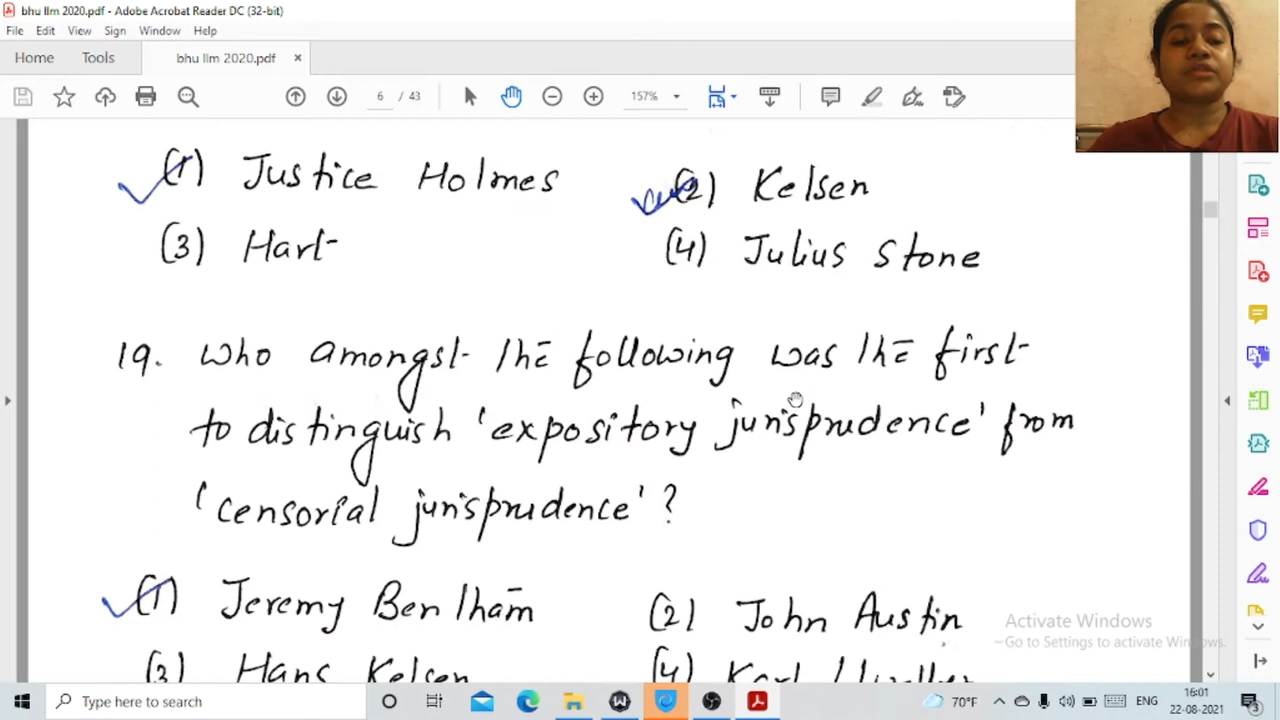 bhu llm 2020.pdf - Adobe Acrobat Reader DC (32-bit)
File Edit View Sign Window Help
Home Tools bhu llm 2020.pdf ×
6 / 43 157%
(1) Justice Holmes (2) Kelsen
(3) Hart (4) Julius Stone
19. Who amongst the following was the first
to distinguish 'expository jurisprudence' from
'censorial jurisprudence'?
(1) Jeremy Bentham (2) John Austin
(3) Hans Kelsen (4) Karl
Activate Windows
Go to Settings to activate Windows.
Type here to search 70°F ENG 16:01
22-08-2021 3